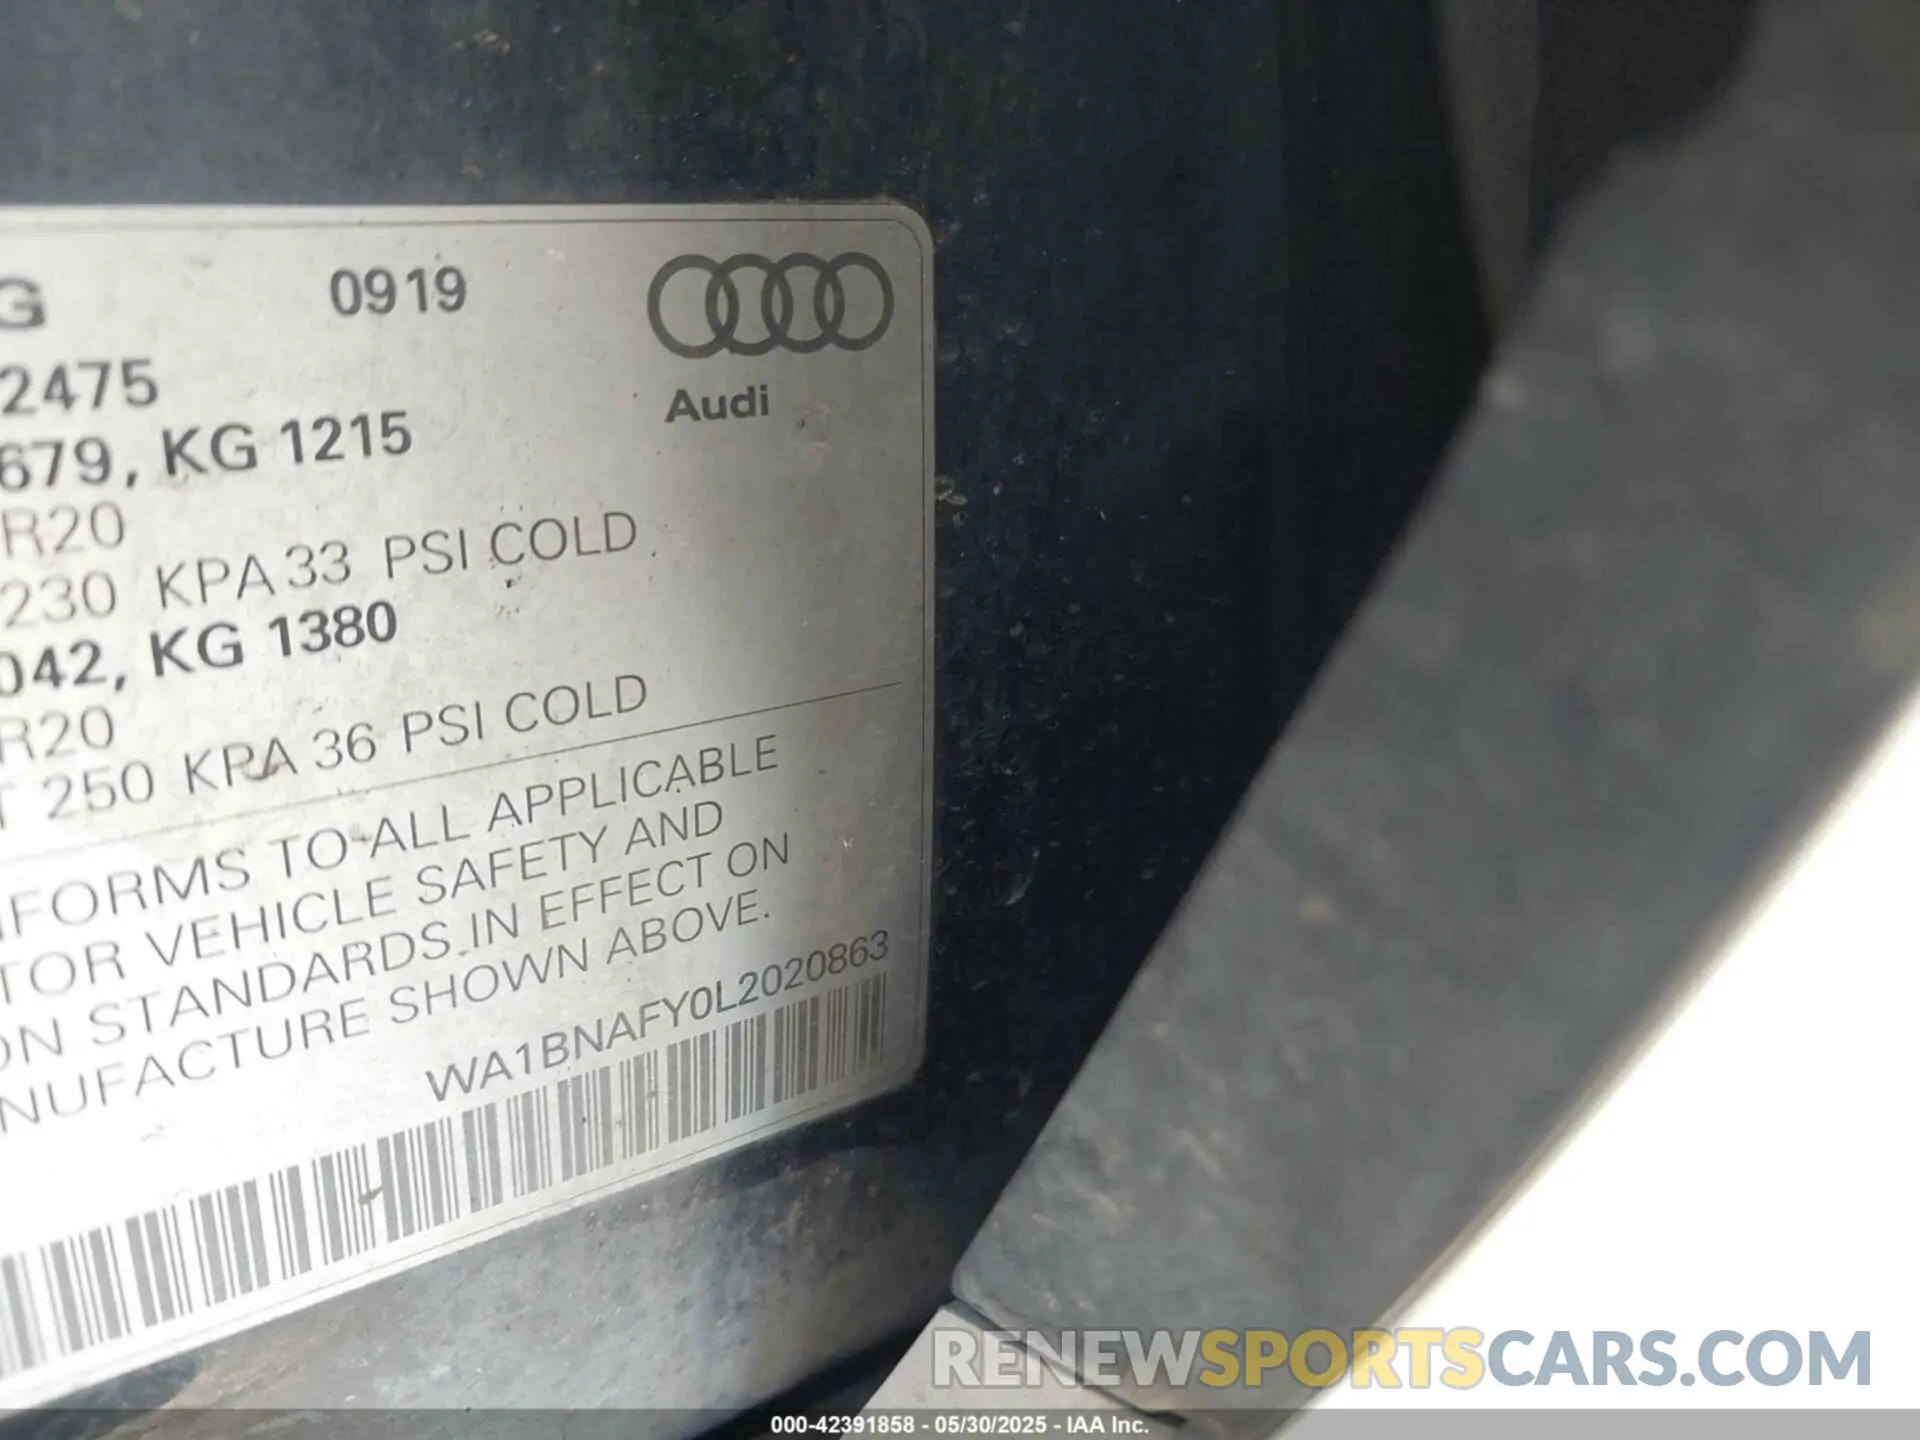 G 0919
2475
679, KG 1215
Audi
R20
230 KPA 33 PSI COLD
042, KG 1380
R20
T 250 KPA 36 PSI COLD
NFORMS TO ALL APPLICABLE
TOR VEHICLE SAFETY AND
ON STANDARDS IN EFFECT ON
NUFACTURE SHOWN ABOVE.
WA1BNAFY0L2020863
RENEWSPORTSCARS.COM
000-42391858 - 05/30/2025 - IAA Inc.